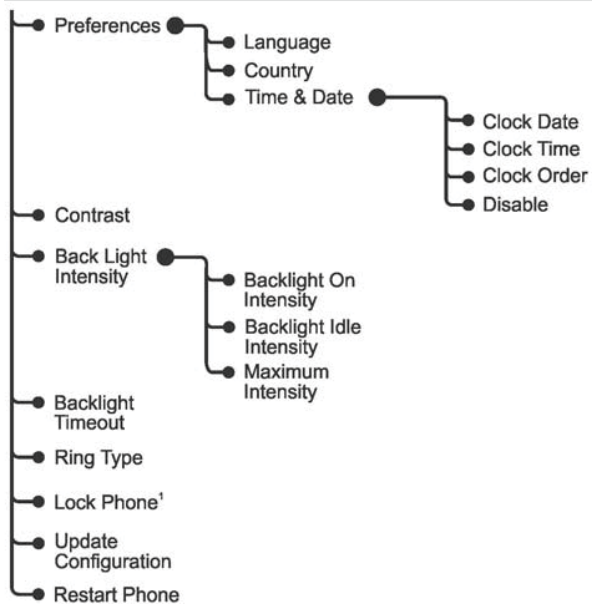 Preferences
Language
Country
Time & Date
Clock Date
Clock Time
Clock Order
Disable
Contrast
Back Light
Intensity
Backlight On
Intensity
Backlight Idle
Intensity
Maximum
Intensity
Backlight
Timeout
Ring Type
Lock Phone¹
Update
Configuration
Restart Phone